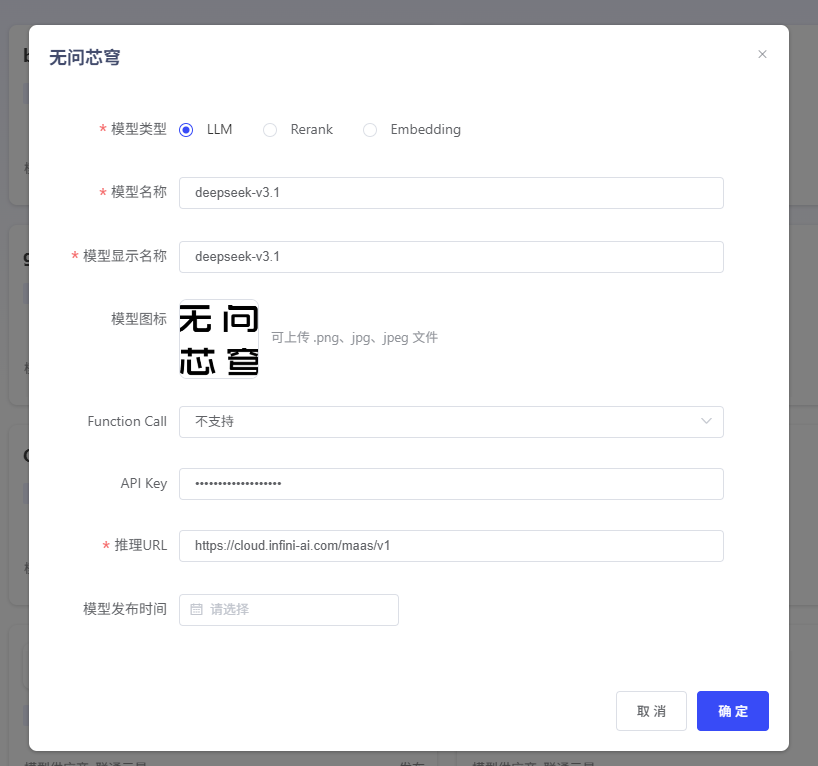 无问芯穹
* 模型类型 LLM Rerank Embedding
* 模型名称 deepseek-v3.1
* 模型显示名称 deepseek-v3.1
模型图标
无问
芯穹
可上传 .png、jpg、jpeg 文件
Function Call 不支持
API Key •••••••••••••••••••
* 推理URL https://cloud.infini-ai.com/maas/v1
模型发布时间 请选择
取 消 确 定